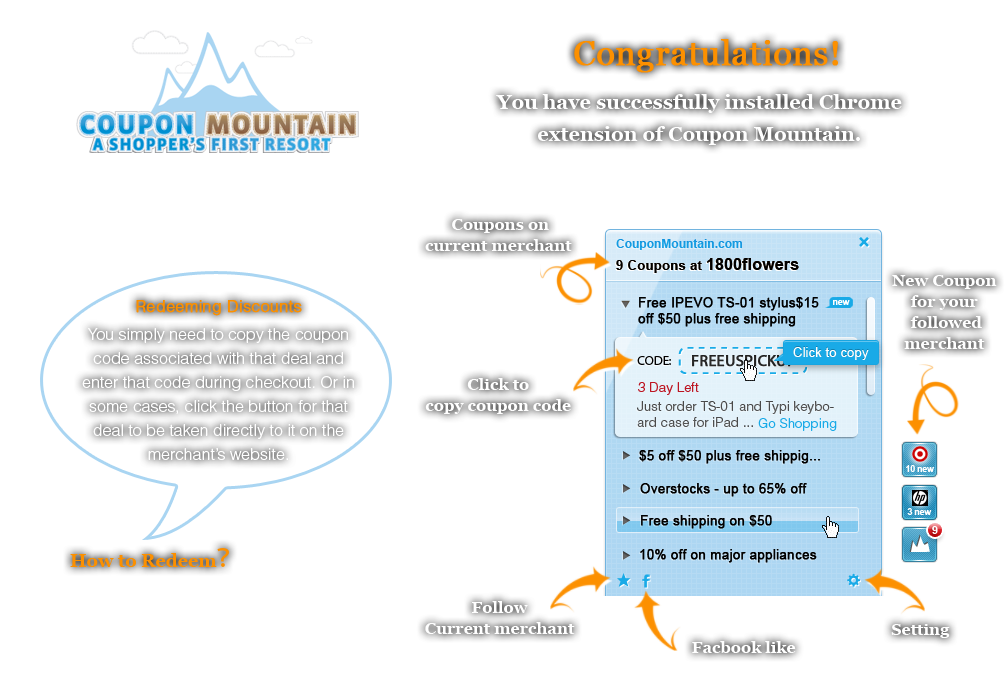 COUPON MOUNTAIN
A SHOPPER'S FIRST RESORT
Congratulations!
You have successfully installed Chrome
extension of Coupon Mountain.
Redeeming Discounts
You simply need to copy the coupon
code associated with that deal and
enter that code during checkout. Or in
some cases, click the button for that
deal to be taken directly to it on the
merchant's website.
How to Redeem?
Coupons on
current merchant
CouponMountain.com
9 Coupons at 1800flowers
Free IPEVO TS-01 stylus$15
new
off $50 plus free shipping
CODE:
Click to copy
3 Day Left
Just order TS-01 and Typi keybo-
ard case for iPad ... Go Shopping
$5 off $50 plus free shippig...
Overstocks - up to 65% off
Free shipping on $50
10% off on major appliances
Click to
copy coupon code
New Coupon
for your
followed
merchant
10 new
hp
3 new
9
Follow
Current merchant
f
Facbook like
Setting